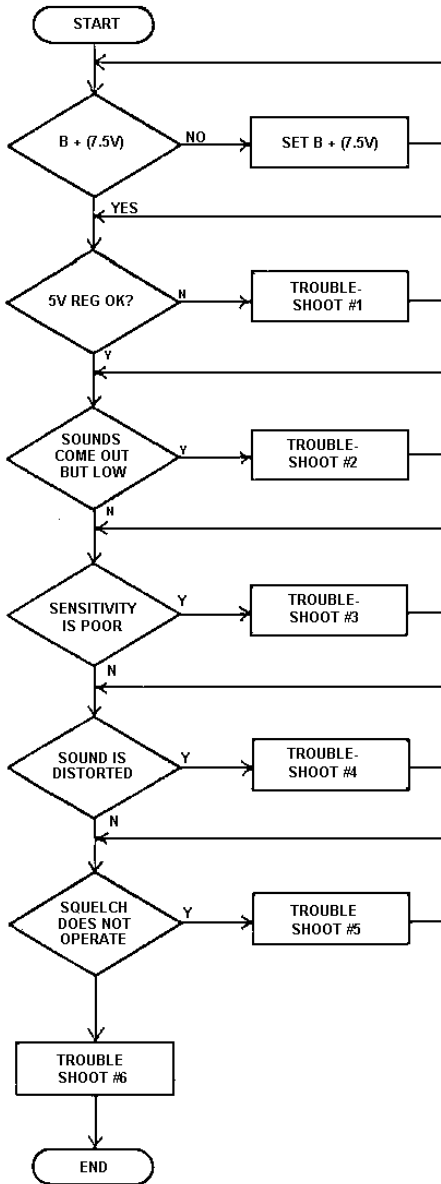 START
B + (7.5V)
NO
SET B + (7.5V)
YES
5V REG OK?
N
TROUBLE-
SHOOT #1
Y
SOUNDS
COME OUT
BUT LOW
Y
TROUBLE-
SHOOT #2
N
SENSITIVITY
IS POOR
Y
TROUBLE-
SHOOT #3
N
SOUND IS
DISTORTED
Y
TROUBLE-
SHOOT #4
N
SQUELCH
DOES NOT
OPERATE
Y
TROUBLE
SHOOT #5
TROUBLE
SHOOT #6
END